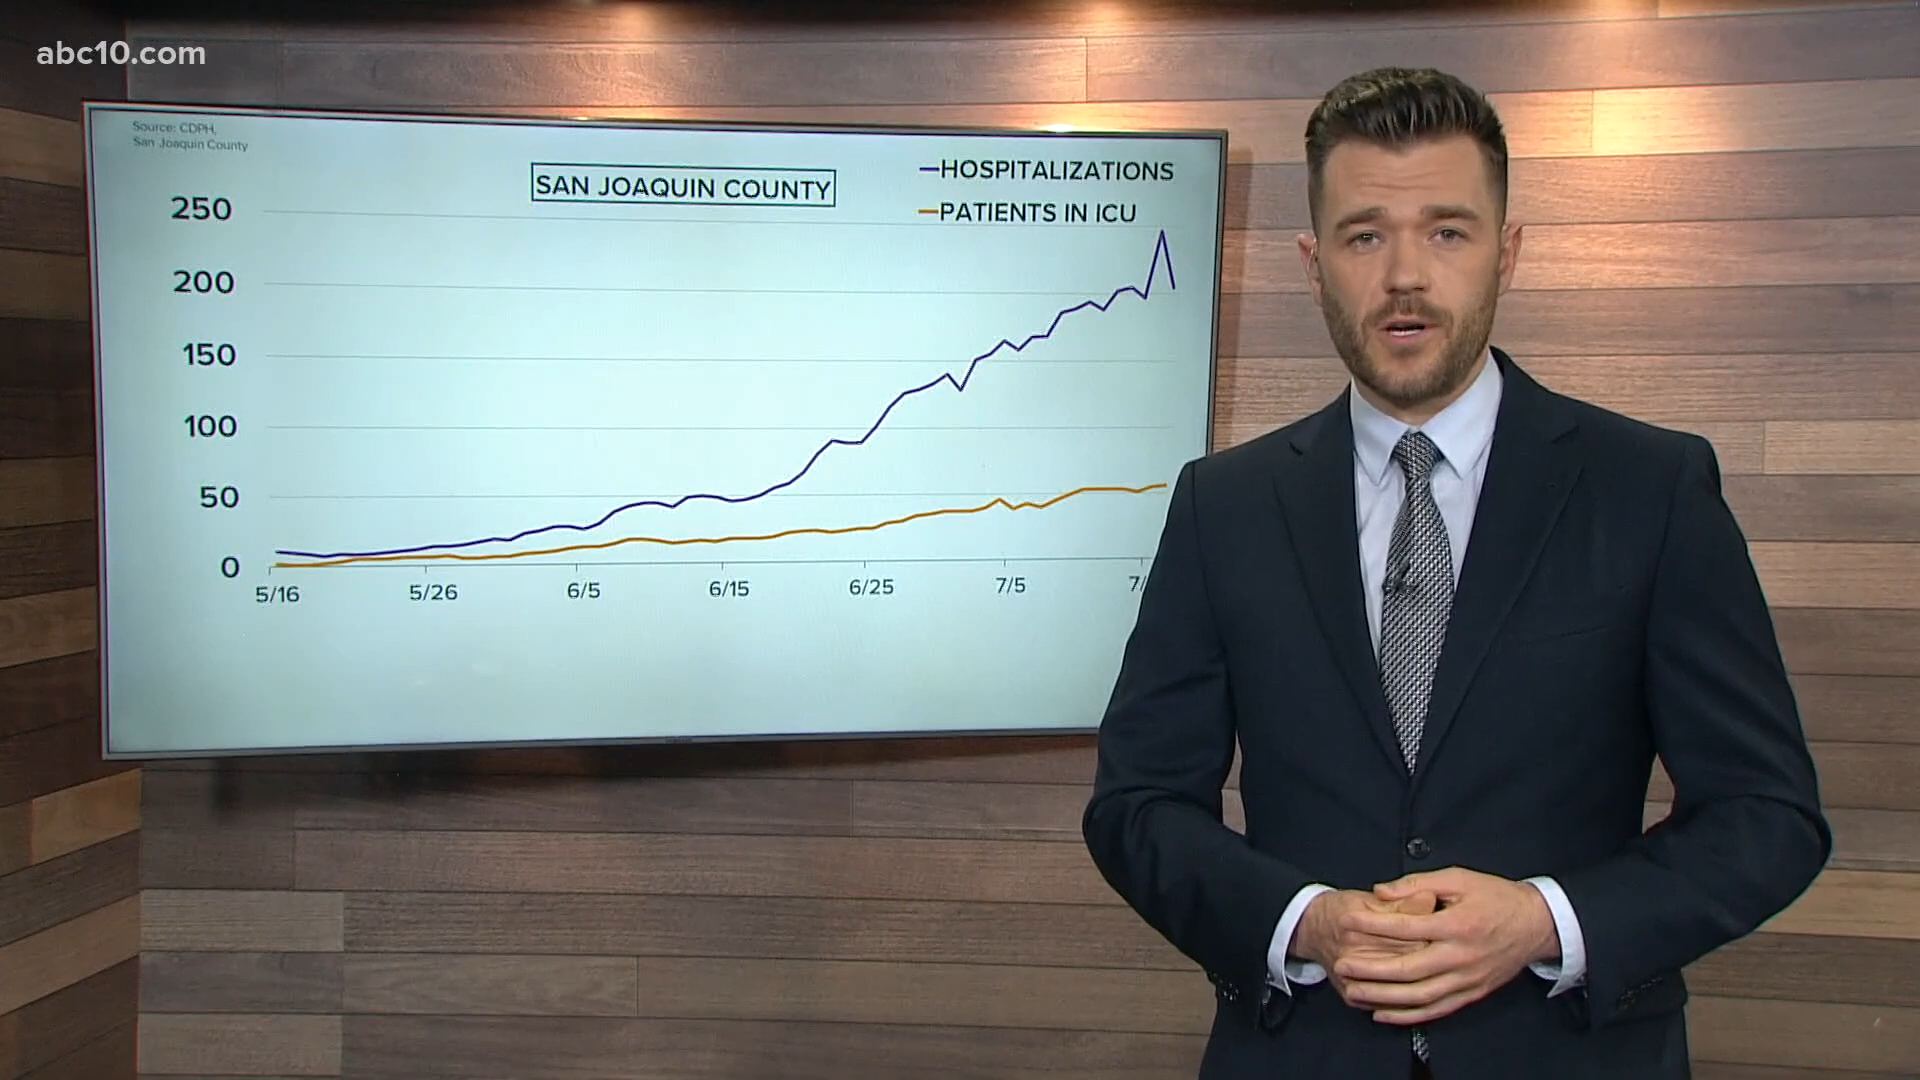 abc10.com
Source: CDPH,
San Joaquin County
SAN JOAQUIN COUNTY
HOSPITALIZATIONS
PATIENTS IN ICU
250
200
150
100
50
0
5/16
5/26
6/5
6/15
6/25
7/5
7/